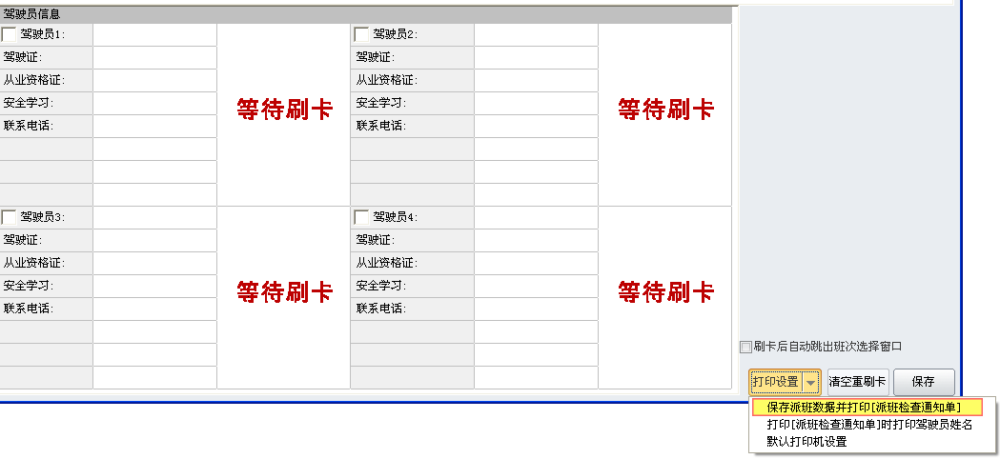 驾驶员信息
驾驶员1:
驾驶员2:
驾驶证:
驾驶证:
从业资格证:
从业资格证:
安全学习:
等待刷卡
安全学习:
等待刷卡
联系电话:
联系电话:
驾驶员3:
驾驶员4:
驾驶证:
驾驶证:
从业资格证:
从业资格证:
安全学习:
等待刷卡
安全学习:
等待刷卡
联系电话:
联系电话:
刷卡后自动跳出班次选择窗口
打印设置
清空重刷卡
保存
保存派班数据并打印[派班检查通知单]
打印[派班检查通知单]时打印驾驶员姓名
默认打印机设置